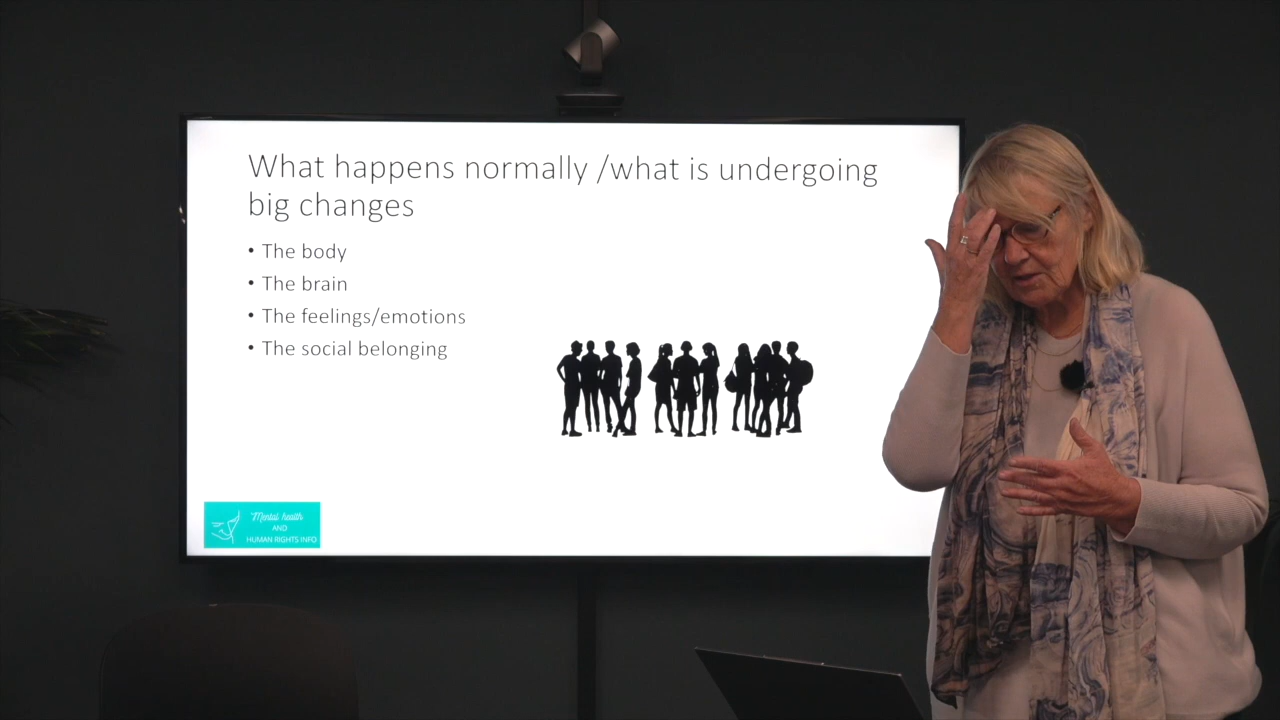 What happens normally /what is undergoing
big changes
• The body
• The brain
• The feelings/emotions
• The social belonging
Mental health
AND
HUMAN RIGHTS INFO